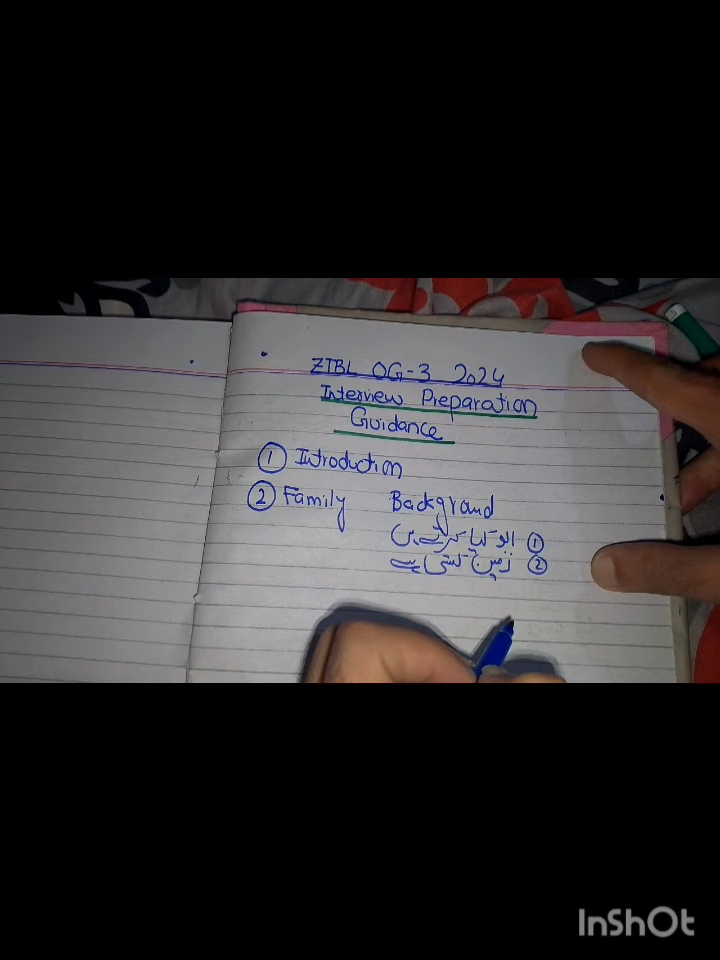 ZTBL OG-3 2024
Interview Preparation
Guidance
① Introduction
② Family Background
① ابو کیا کرتے ہیں
② زمین کتنی ہے
InShOt